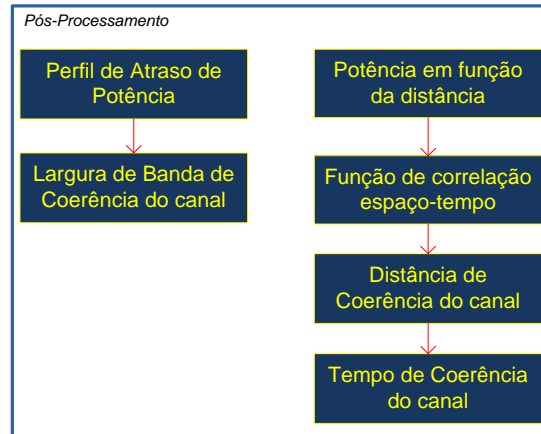 Pós-Processamento
Perfil de Atraso de
Potência
Largura de Banda de
Coerência do canal
Potência em função
da distância
Função de correlação
espaço-tempo
Distância de
Coerência do canal
Tempo de Coerência
do canal